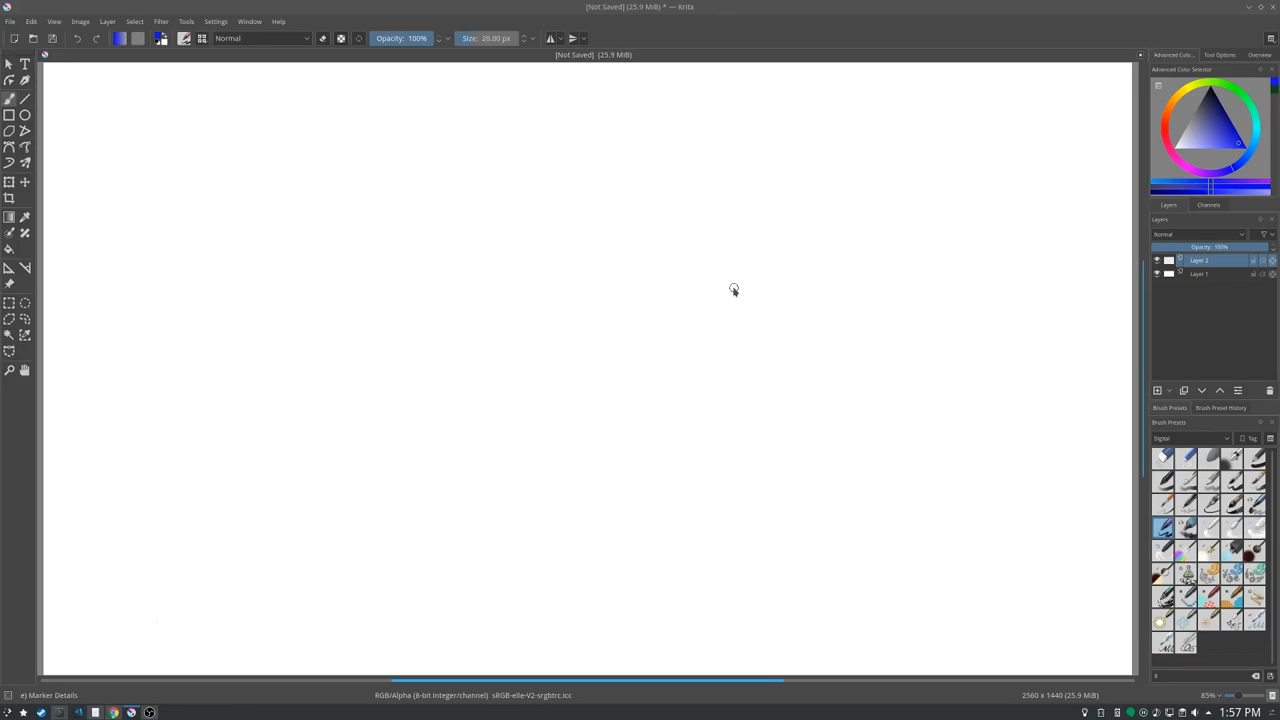 [Not Saved] (25.9 MiB) * — Krita
File Edit View Image Layer Select Filter Tools Settings Window Help
Normal Opacity: 100% Size: 20.00 px
[Not Saved] (25.9 MiB)
Advanced Colo... Tool Options Overview
Advanced Color Selector
Layers Channels
Layers
Normal
Opacity: 100%
Layer 2
Layer 1
Brush Presets Brush Preset History
Brush Presets
Digital Tag
e) Marker Details RGB/Alpha (8-bit integer/channel) sRGB-elle-V2-srgbtrc.icc 2560 x 1440 (25.9 MiB) 85%
1:57 PM